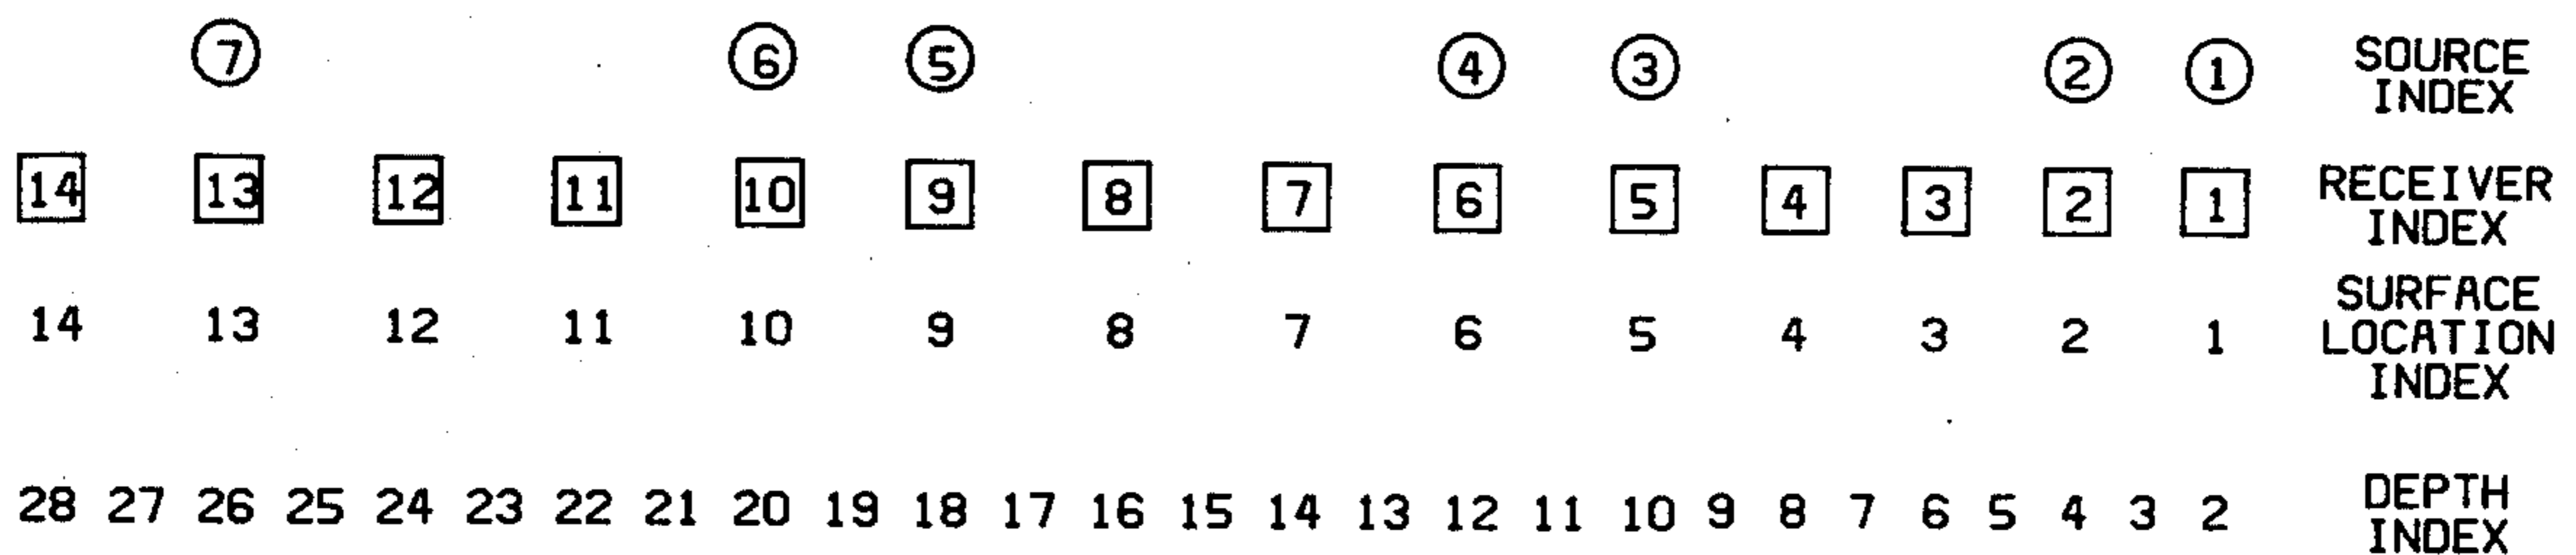 7 6 5 4 3 2 1 SOURCE
INDEX
14 13 12 11 10 9 8 7 6 5 4 3 2 1 RECEIVER
INDEX
SURFACE
14 13 12 11 10 9 8 7 6 5 4 3 2 1 LOCATION
INDEX
28 27 26 25 24 23 22 21 20 19 18 17 16 15 14 13 12 11 10 9 8 7 6 5 4 3 2 DEPTH
INDEX